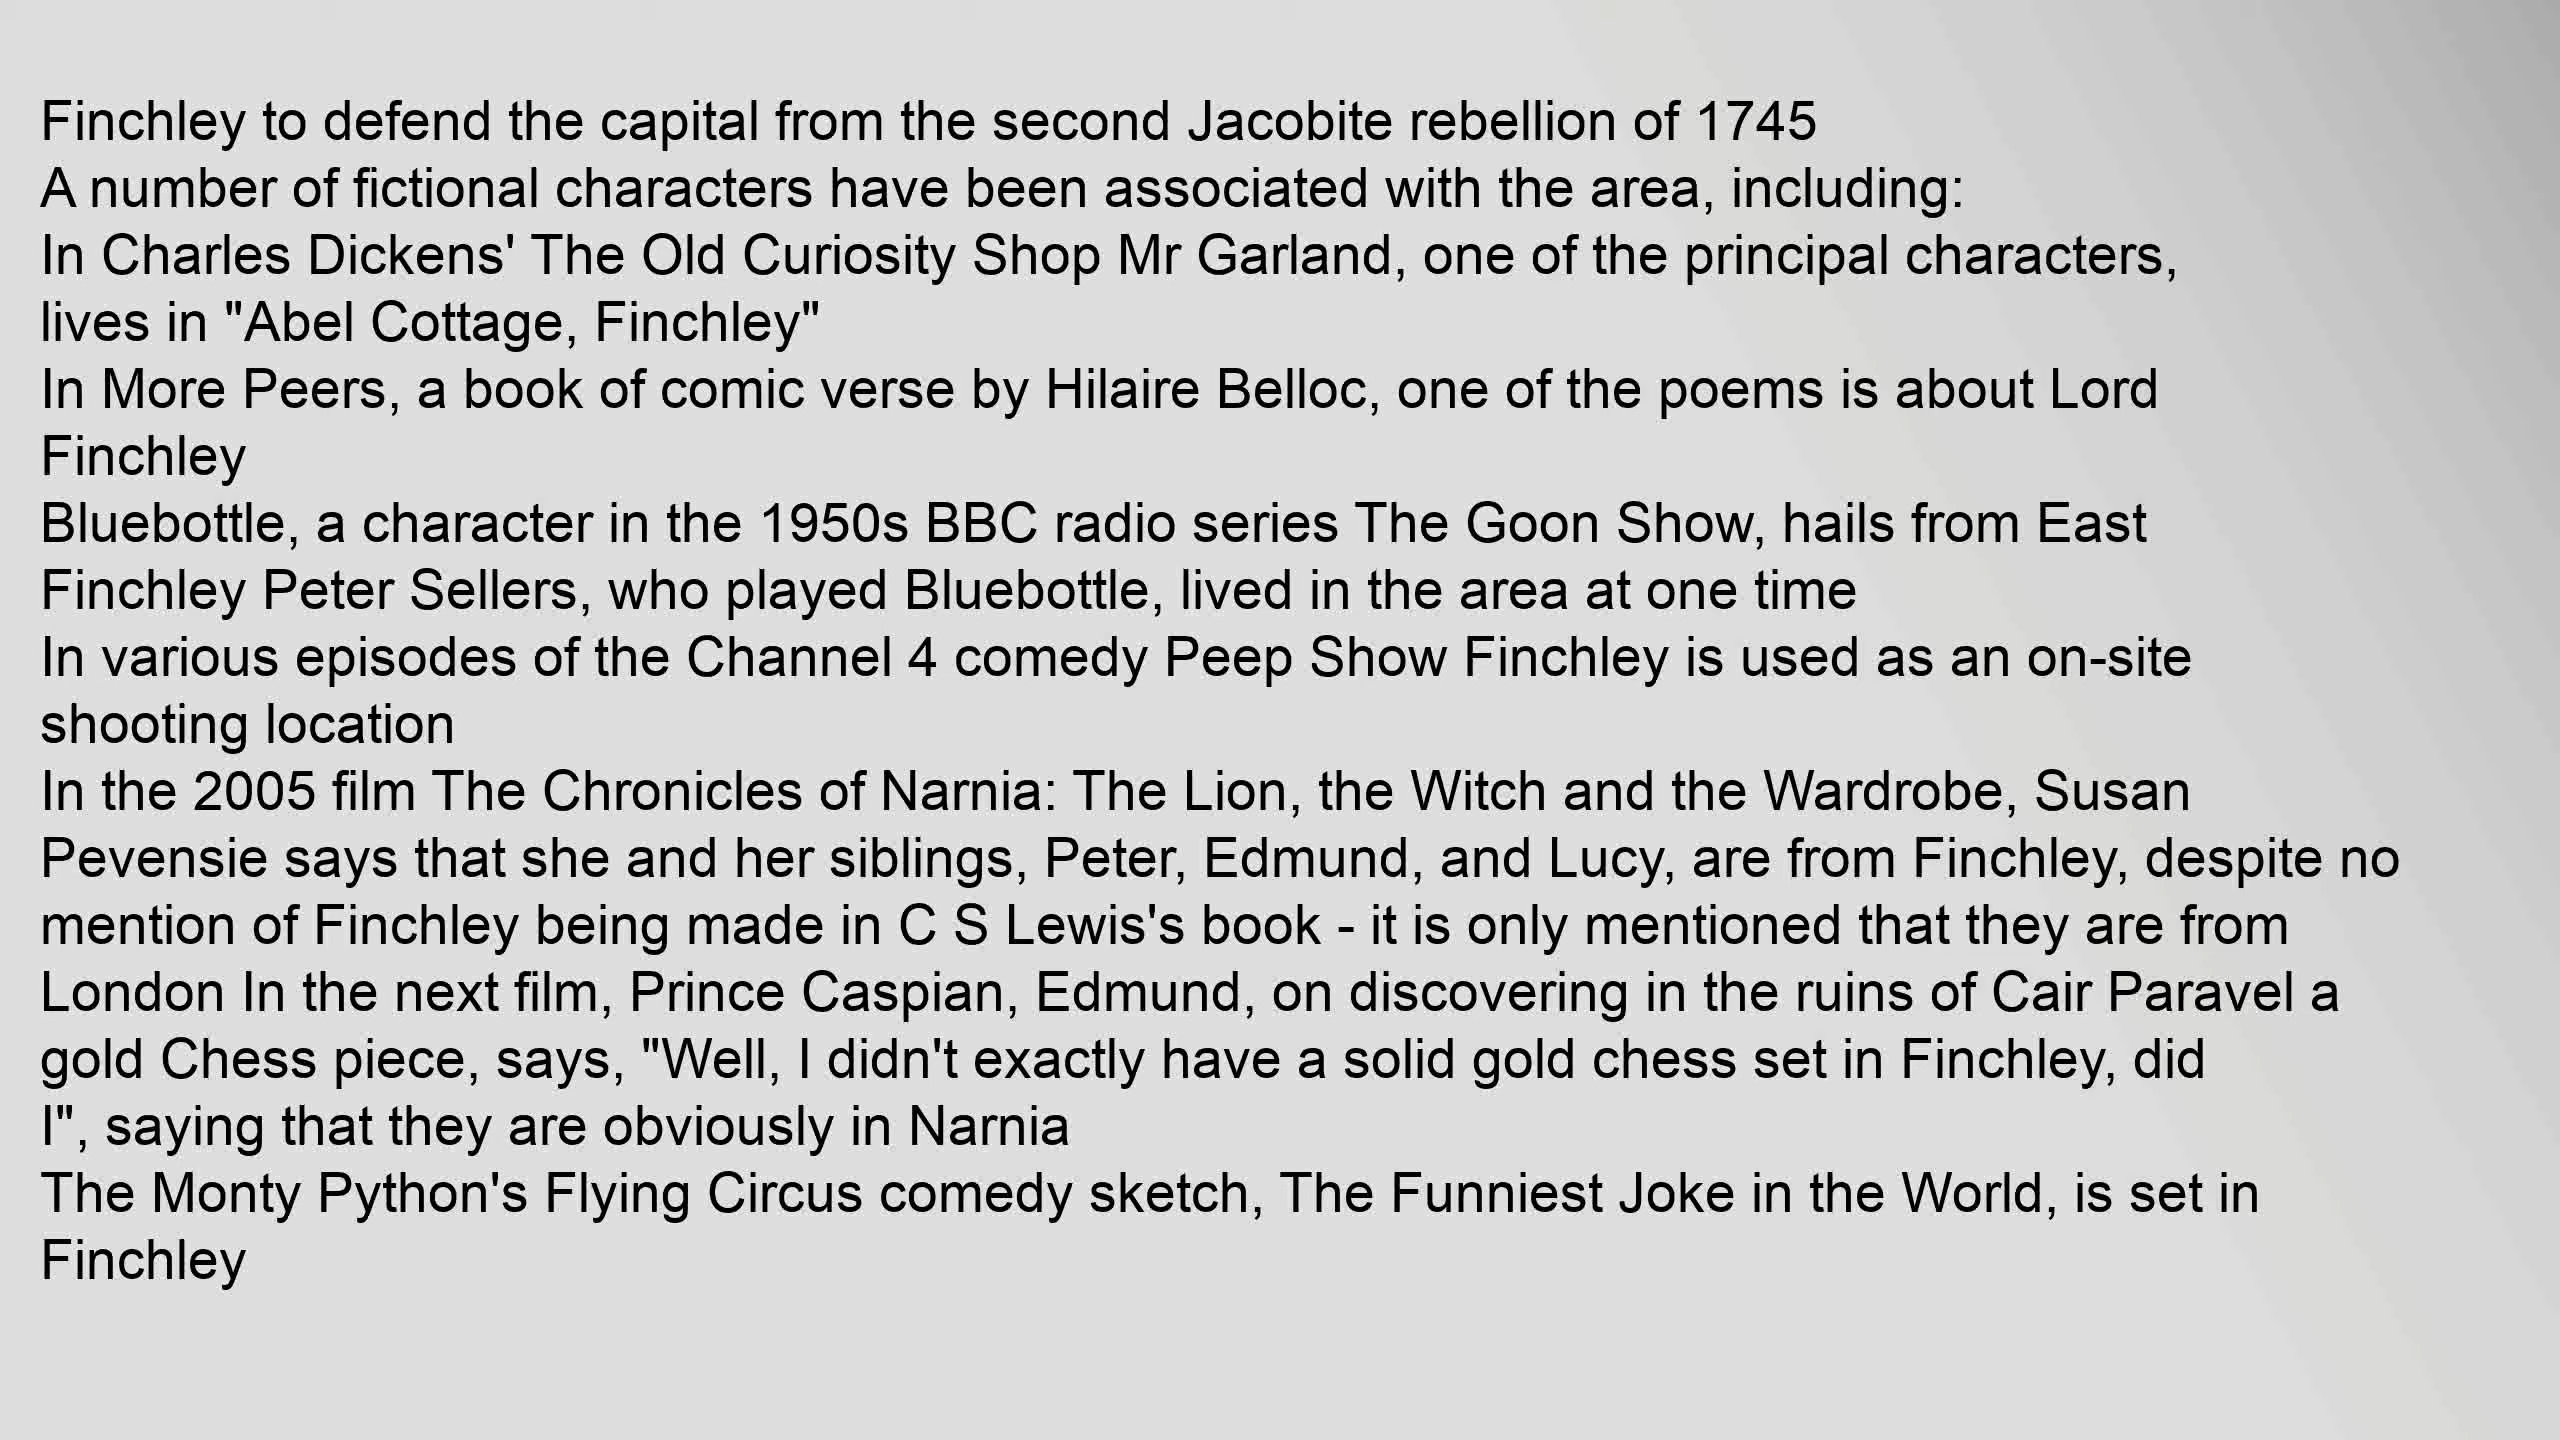 Finchley to defend the capital from the second Jacobite rebellion of 1745
A number of fictional characters have been associated with the area, including:
In Charles Dickens' The Old Curiosity Shop Mr Garland, one of the principal characters,
lives in "Abel Cottage, Finchley"
In More Peers, a book of comic verse by Hilaire Belloc, one of the poems is about Lord
Finchley
Bluebottle, a character in the 1950s BBC radio series The Goon Show, hails from East
Finchley Peter Sellers, who played Bluebottle, lived in the area at one time
In various episodes of the Channel 4 comedy Peep Show Finchley is used as an on-site
shooting location
In the 2005 film The Chronicles of Narnia: The Lion, the Witch and the Wardrobe, Susan
Pevensie says that she and her siblings, Peter, Edmund, and Lucy, are from Finchley, despite no
mention of Finchley being made in C S Lewis's book - it is only mentioned that they are from
London In the next film, Prince Caspian, Edmund, on discovering in the ruins of Cair Paravel a
gold Chess piece, says, "Well, I didn't exactly have a solid gold chess set in Finchley, did
I", saying that they are obviously in Narnia
The Monty Python's Flying Circus comedy sketch, The Funniest Joke in the World, is set in
Finchley